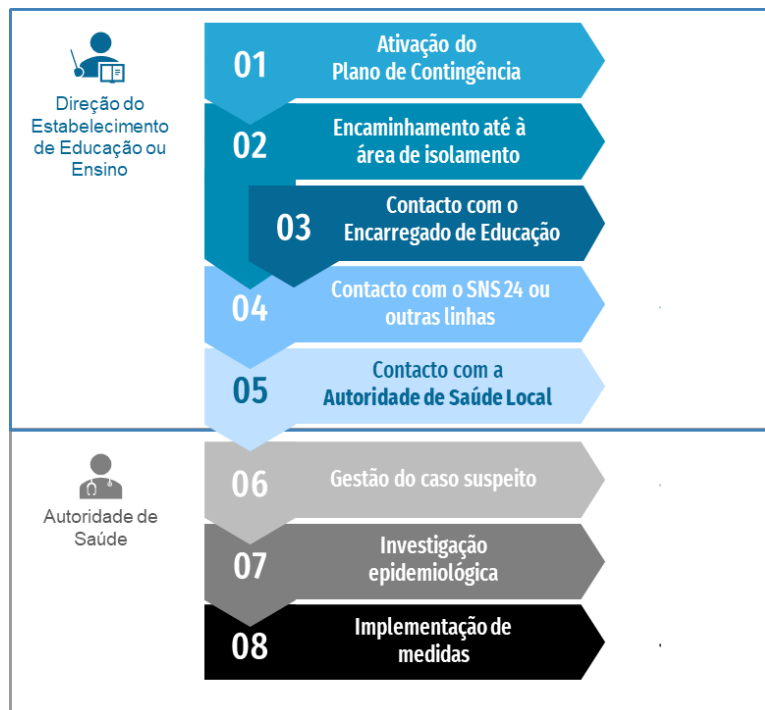 Direção do
Estabelecimento
de Educação ou
Ensino
01
Ativação do
Plano de Contingência
02
Encaminhamento até à
área de isolamento
03
Contacto com o
Encarregado de Educação
04
Contacto com o SNS 24 ou
outras linhas
05
Contacto com a
Autoridade de Saúde Local
Autoridade de
Saúde
06
Gestão do caso suspeito
07
Investigação
epidemiológica
08
Implementação de
medidas